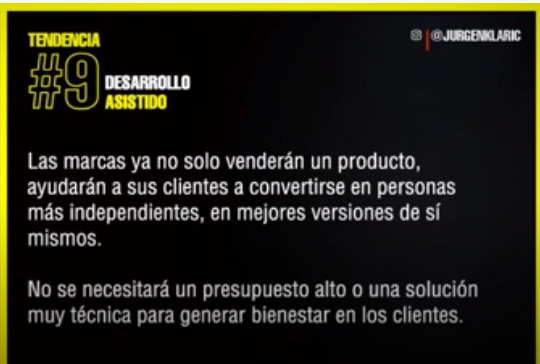 TENDENCIA
#9 DESARROLLO
ASISTIDO
@JURGENKLARIC
Las marcas ya no solo venderán un producto,
ayudarán a sus clientes a convertirse en personas
más independientes, en mejores versiones de sí
mismos.
No se necesitará un presupuesto alto o una solución
muy técnica para generar bienestar en los clientes.